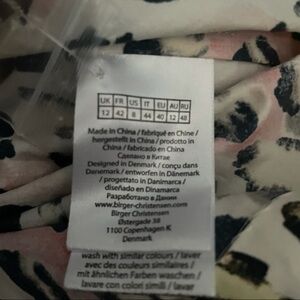 UK FR US IT EU AU RU
12 42 8 44 40 12 48
Made in China / fabriqué en Chine /
hergestellt in China / prodotto in
China / fabricado en China
Сделано в Китае
Designed in Denmark / conçu dans
Danemark / entworfen in Dänemark
/ progettato in Danimarca /
diseñado en Dinamarca
Разработано в Дании
www.birger-christensen.com
Birger Christensen
Østergade 38
1100 Copenhagen K
Denmark
wash with similar colours / laver
avec des couleurs similaires /
mit ähnlichen Farben waschen /
lavare con colori simili /